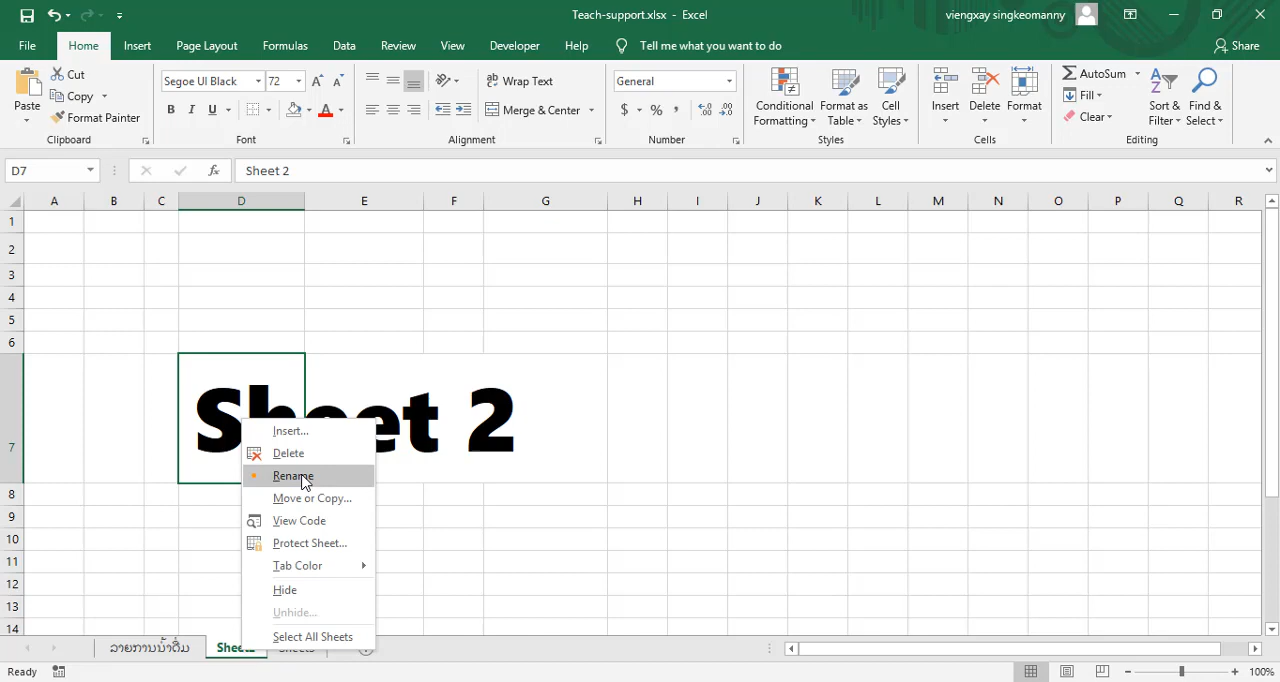 Teach-support.xlsx - Excel
viengxay singkeomanny
File Home Insert Page Layout Formulas Data Review View Developer Help Tell me what you want to do Share
Paste
Cut
Copy
Format Painter
Clipboard
Segoe UI Black 72
B I U
Font
Wrap Text
Merge & Center
Alignment
General
$ % ,
Number
Conditional Formatting
Format as Table
Cell Styles
Styles
Insert Delete Format
Cells
AutoSum
Fill
Clear
Sort & Filter
Find & Select
Editing
D7 fx Sheet 2
A B C D E F G H I J K L M N O P Q R
1
2
3
4
5
6
7
8
9
10
11
12
13
14
Sheet 2
Insert...
Delete
Rename
Move or Copy...
View Code
Protect Sheet...
Tab Color
Hide
Unhide...
Select All Sheets
ລາຍການນ້ຳດື່ມ Sheet2
Ready 100%